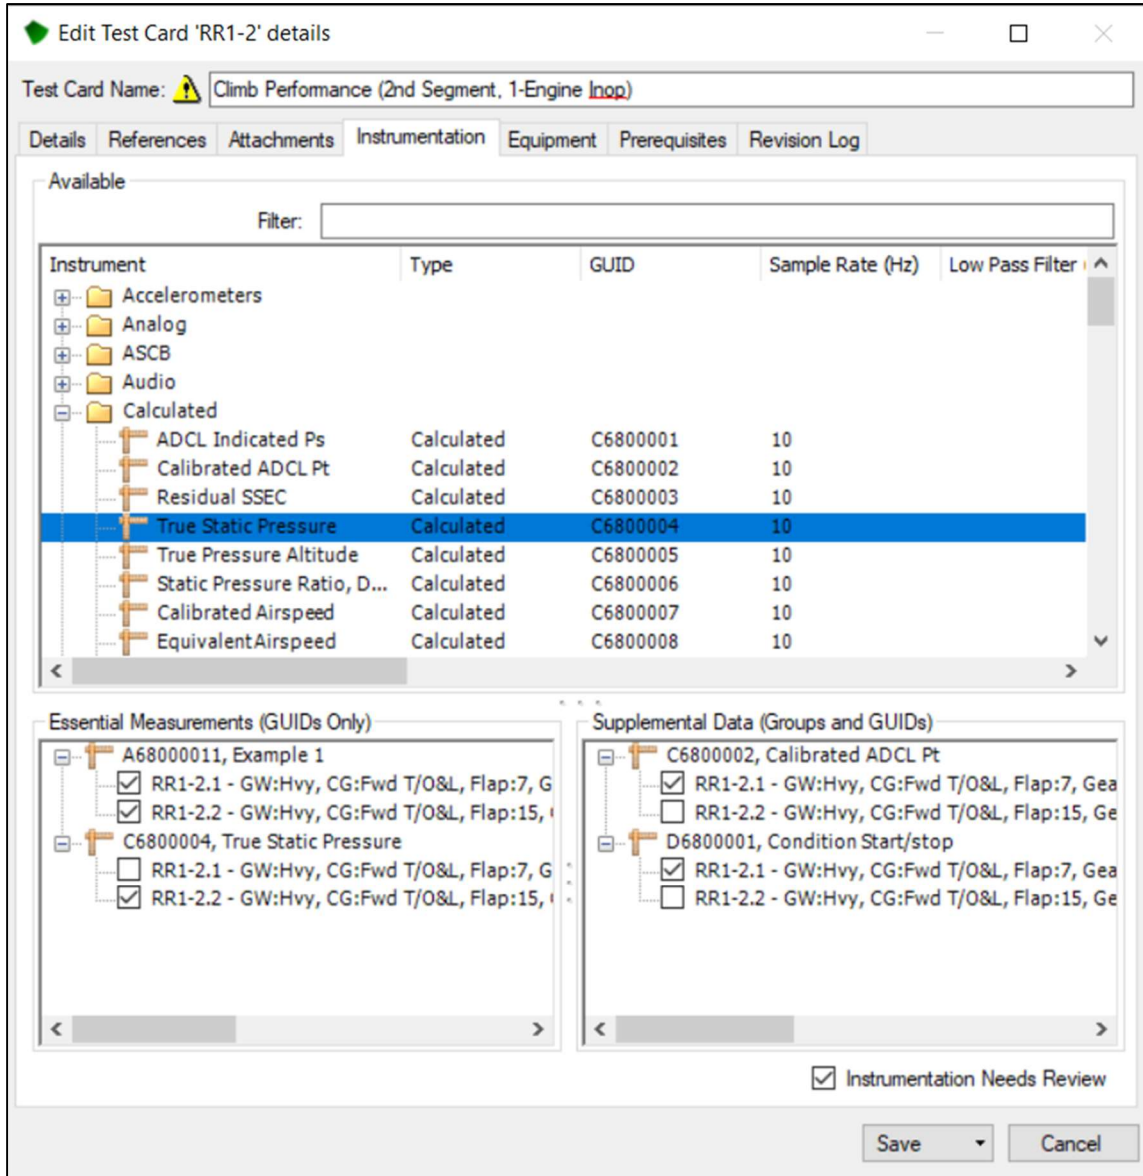 Edit Test Card 'RR1-2' details
Test Card Name: Climb Performance (2nd Segment, 1-Engine Inop)
Details References Attachments Instrumentation Equipment Prerequisites Revision Log
Available
Filter:
Instrument Type GUID Sample Rate (Hz) Low Pass Filter
Accelerometers
Analog
ASCB
Audio
Calculated
ADCL Indicated Ps Calculated C6800001 10
Calibrated ADCL Pt Calculated C6800002 10
Residual SSEC Calculated C6800003 10
True Static Pressure Calculated C6800004 10
True Pressure Altitude Calculated C6800005 10
Static Pressure Ratio, D... Calculated C6800006 10
Calibrated Airspeed Calculated C6800007 10
EquivalentAirspeed Calculated C6800008 10
Essential Measurements (GUIDs Only)
A68000011, Example 1
RR1-2.1 - GW:Hvy, CG:Fwd T/O&L, Flap:7, G
RR1-2.2 - GW:Hvy, CG:Fwd T/O&L, Flap:15,
C6800004, True Static Pressure
RR1-2.1 - GW:Hvy, CG:Fwd T/O&L, Flap:7, G
RR1-2.2 - GW:Hvy, CG:Fwd T/O&L, Flap:15,
Supplemental Data (Groups and GUIDs)
C6800002, Calibrated ADCL Pt
RR1-2.1 - GW:Hvy, CG:Fwd T/O&L, Flap:7, Gea
RR1-2.2 - GW:Hvy, CG:Fwd T/O&L, Flap:15, Ge
D6800001, Condition Start/stop
RR1-2.1 - GW:Hvy, CG:Fwd T/O&L, Flap:7, Gea
RR1-2.2 - GW:Hvy, CG:Fwd T/O&L, Flap:15, Ge
Instrumentation Needs Review
Save Cancel